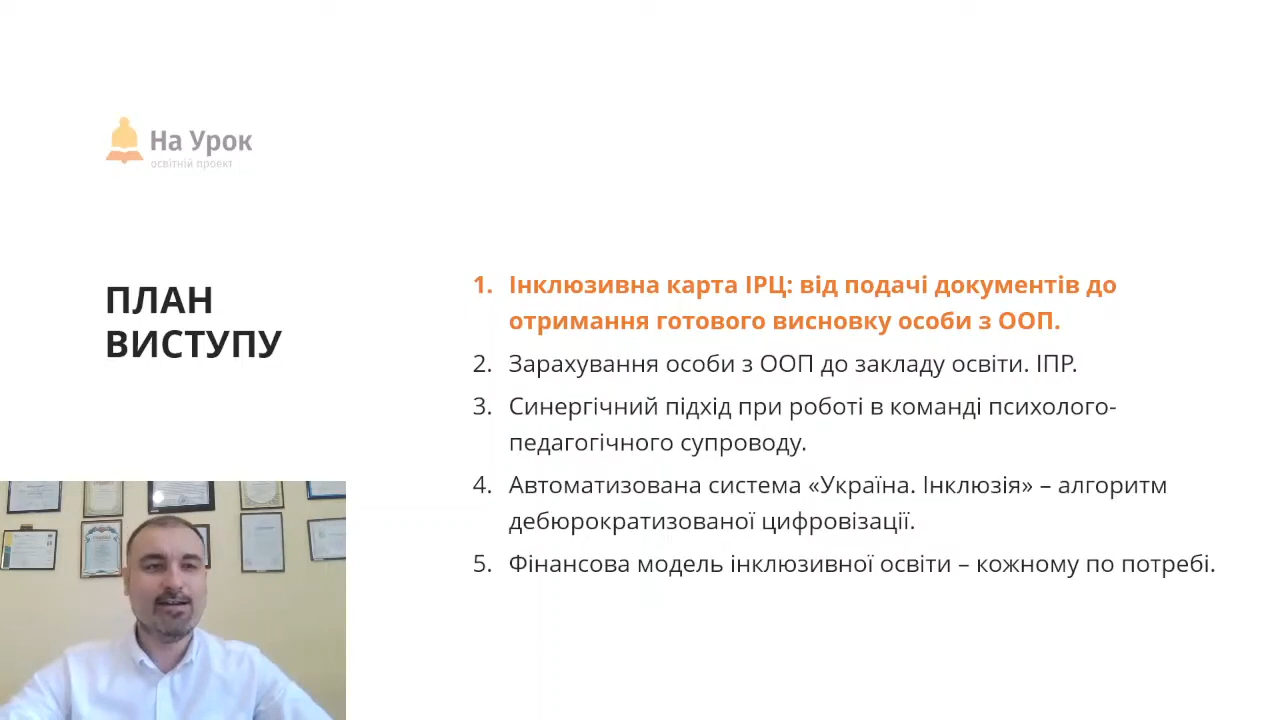 На Урок
освітній проект
ПЛАН
ВИСТУПУ
1. Інклюзивна карта ІРЦ: від подачі документів до
отримання готового висновку особи з ООП.
2. Зарахування особи з ООП до закладу освіти. ІПР.
3. Синергічний підхід при роботі в команді психолого-
педагогічного супроводу.
4. Автоматизована система «Україна. Інклюзія» – алгоритм
дебюрократизованої цифровізації.
5. Фінансова модель інклюзивної освіти – кожному по потребі.